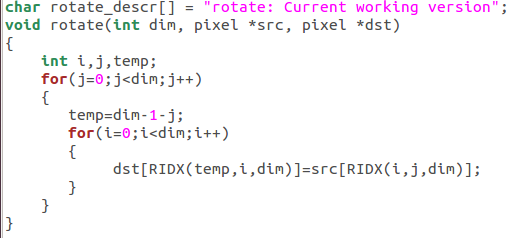 char rotate_descr[] = "rotate: Current working version";
void rotate(int dim, pixel *src, pixel *dst)
{
    int i,j,temp;
    for(j=0;j<dim;j++)
    {
       temp=dim-1-j;
       for(i=0;i<dim;i++)
       {
            dst[RIDX(temp,i,dim)]=src[RIDX(i,j,dim)];
       }
    }
}